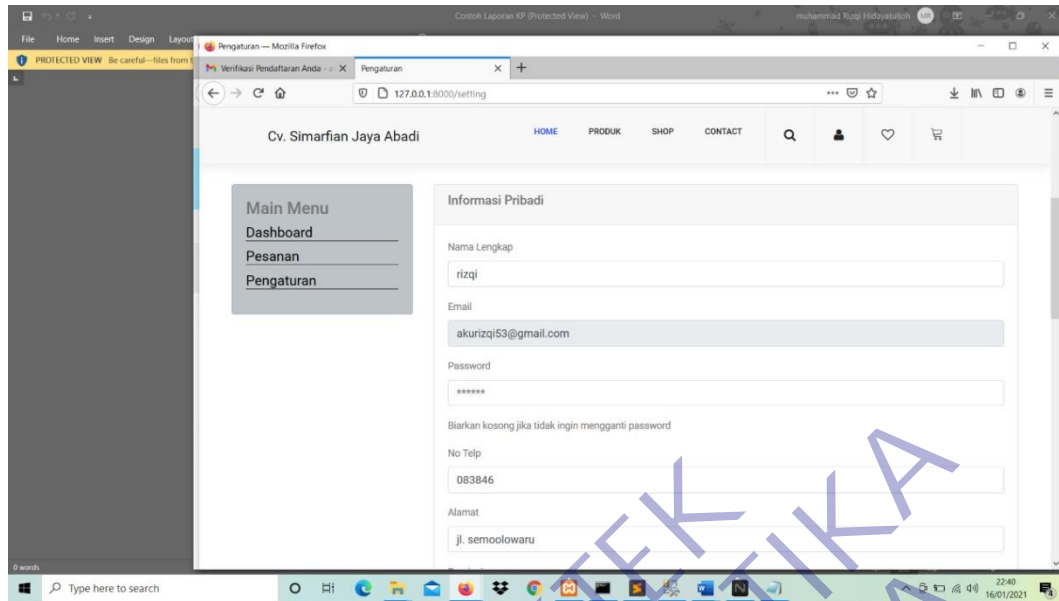 Contoh Laporan KP (Protected View) - Word
muhammad Rizqi Hidayatulloh
MR
File Home Insert Design Layout
PROTECTED VIEW Be careful—files from t
Pengaturan — Mozilla Firefox
Verifikasi Pendaftaran Anda -
Pengaturan
127.0.0.1:8000/setting
Cv. Simarfian Jaya Abadi
HOME PRODUK SHOP CONTACT
Main Menu
Dashboard
Pesanan
Pengaturan
Informasi Pribadi
Nama Lengkap
rizqi
Email
akurizqi53@gmail.com
Password
******
Biarkan kosong jika tidak ingin mengganti password
No Telp
083846
Alamat
jl. semoolowaru
0 words
Type here to search
22:40
16/01/2021
TEK
TIKA